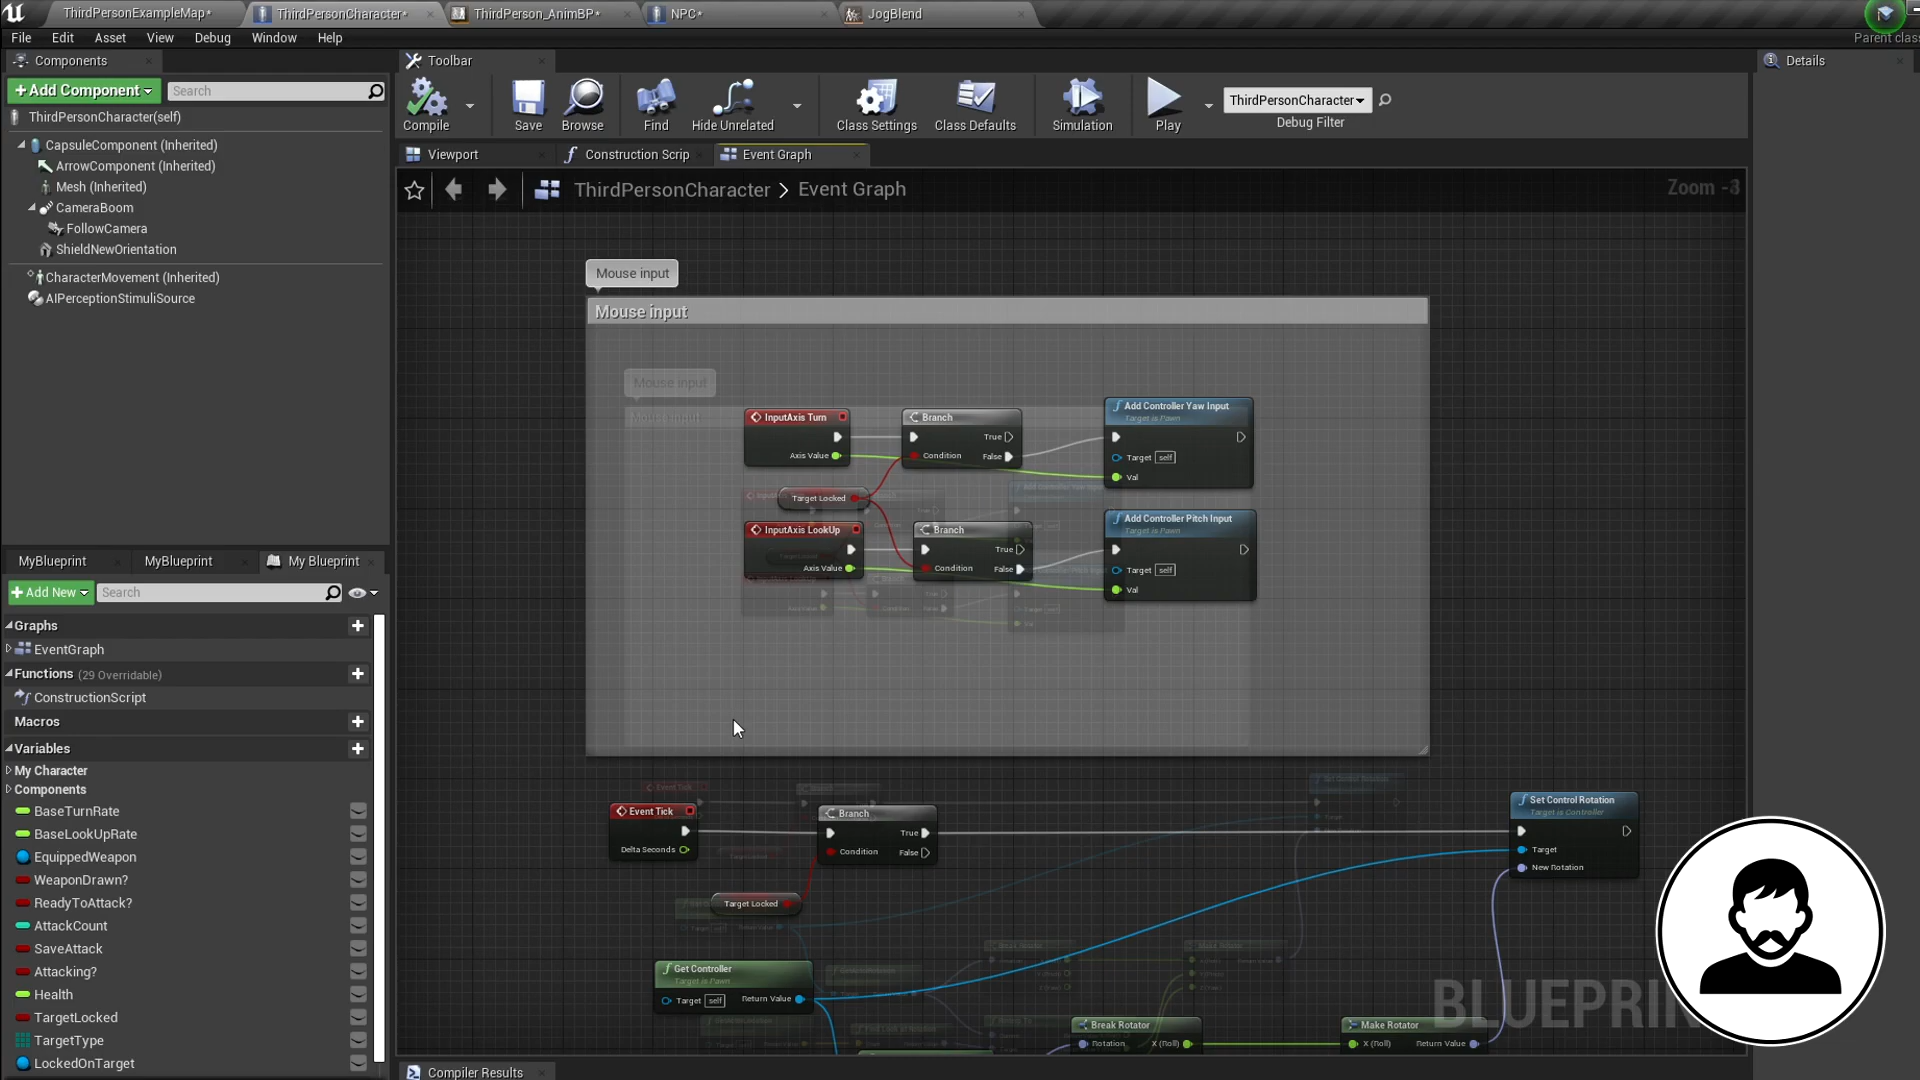 ThirdPersonExampleMap*
ThirdPersonCharacter*
ThirdPerson_AnimBP*
NPC*
JogBlend
File
Edit
Asset
View
Debug
Window
Help
Parent class
Components
Toolbar
Details
+ Add Component
Search
Compile
Save
Browse
Find
Hide Unrelated
Class Settings
Class Defaults
Simulation
Play
ThirdPersonCharacter
Debug Filter
ThirdPersonCharacter(self)
CapsuleComponent (Inherited)
ArrowComponent (Inherited)
Mesh (Inherited)
CameraBoom
FollowCamera
ShieldNewOrientation
CharacterMovement (Inherited)
AIPerceptionStimuliSource
Viewport
Construction Scrip
Event Graph
ThirdPersonCharacter > Event Graph
Zoom -3
Mouse input
Mouse input
Mouse input
Mouse input
InputAxis Turn
Axis Value
Branch
True
Condition
False
Add Controller Yaw Input
Target is Pawn
Target self
Val
Target Locked
InputAxis LookUp
Axis Value
Branch
True
Condition
False
Add Controller Pitch Input
Target is Pawn
Target self
Val
MyBlueprint
MyBlueprint
My Blueprint
+ Add New
Search
Graphs
EventGraph
Functions (29 Overridable)
ConstructionScript
Macros
Variables
My Character
Components
BaseTurnRate
BaseLookUpRate
EquippedWeapon
WeaponDrawn?
ReadyToAttack?
AttackCount
SaveAttack
Attacking?
Health
TargetLocked
TargetType
LockedOnTarget
Event Tick
Delta Seconds
Branch
True
Condition
False
Target Locked
Set Control Rotation
Target is Controller
Target
New Rotation
Get Controller
Target is Pawn
Target self
Return Value
Break Rotator
Rotation
X (Roll)
Make Rotator
X (Roll)
Return Value
BLUEPRIN
Compiler Results